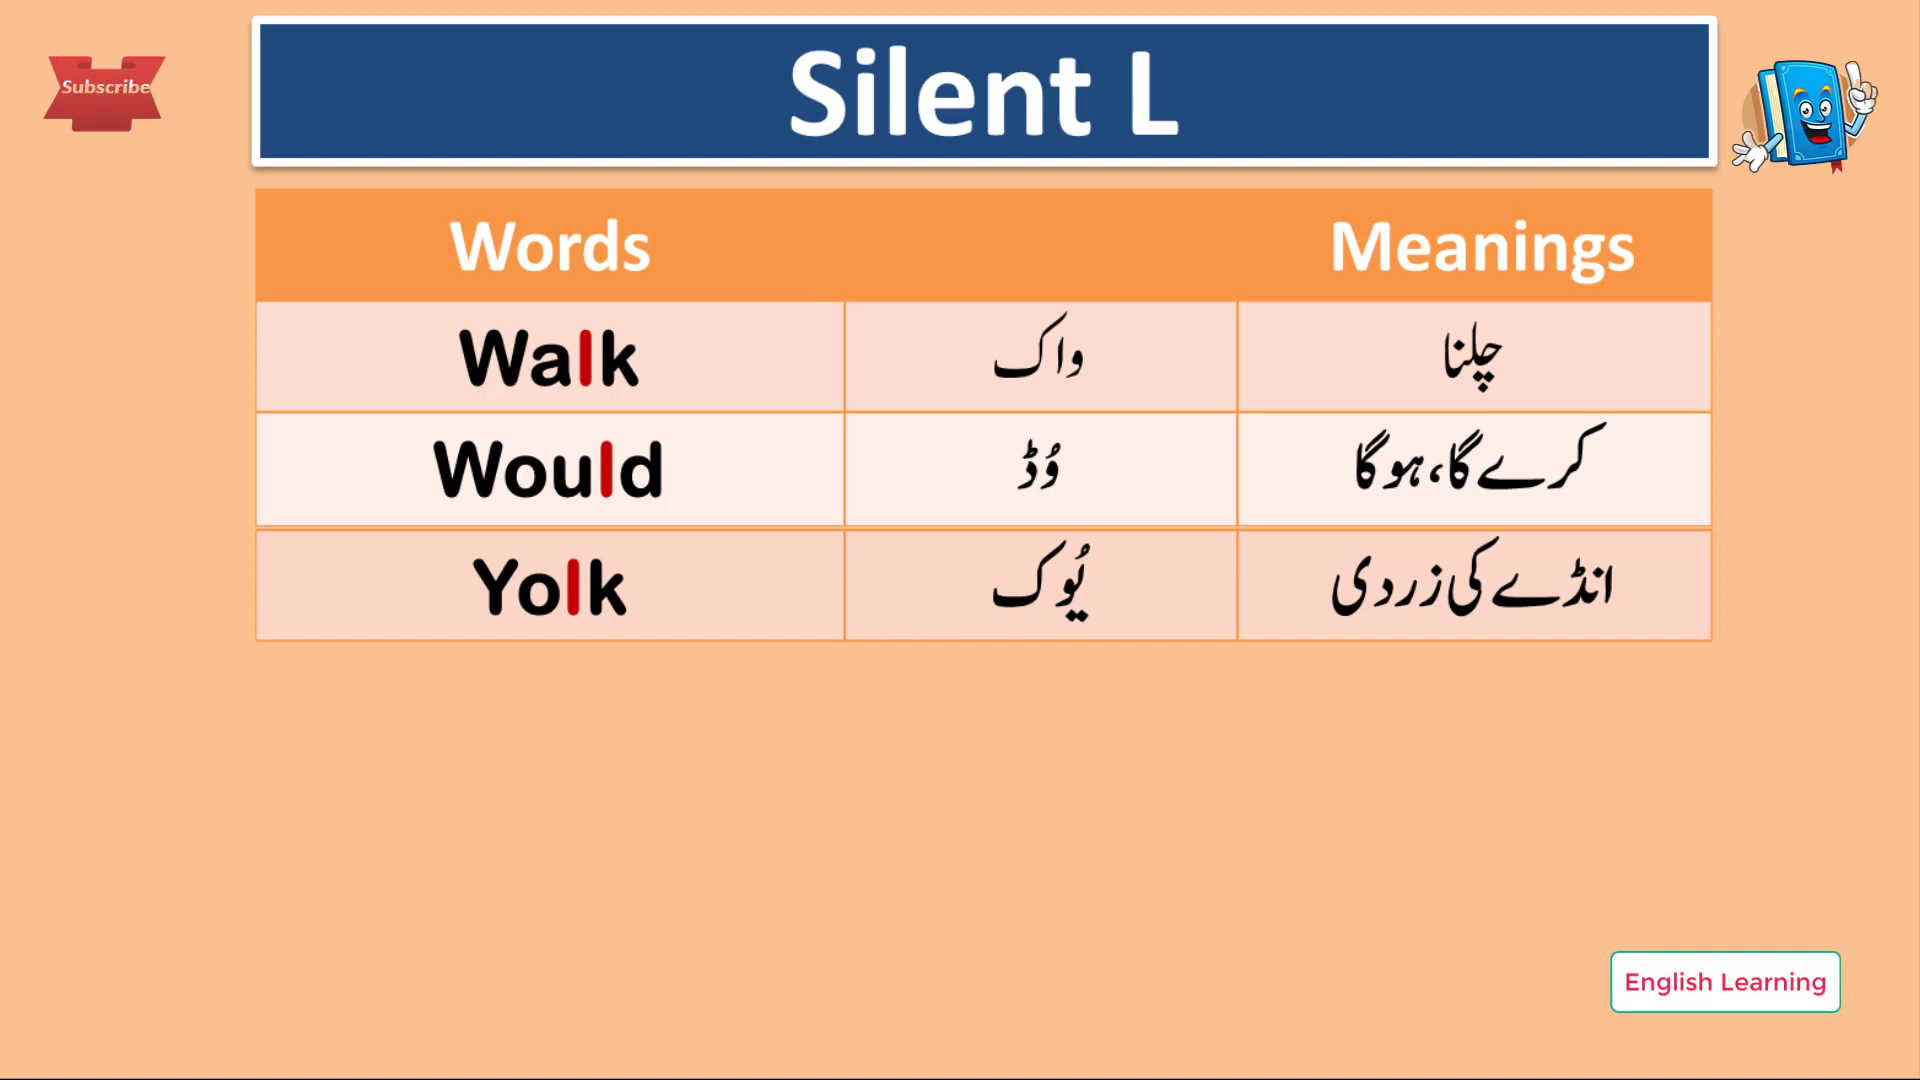 Subscribe
Silent L
Words Meanings
Walk واک چلنا
Would وُڈ کرے گا، ہو گا
Yolk یُوک انڈے کی زردی
English Learning